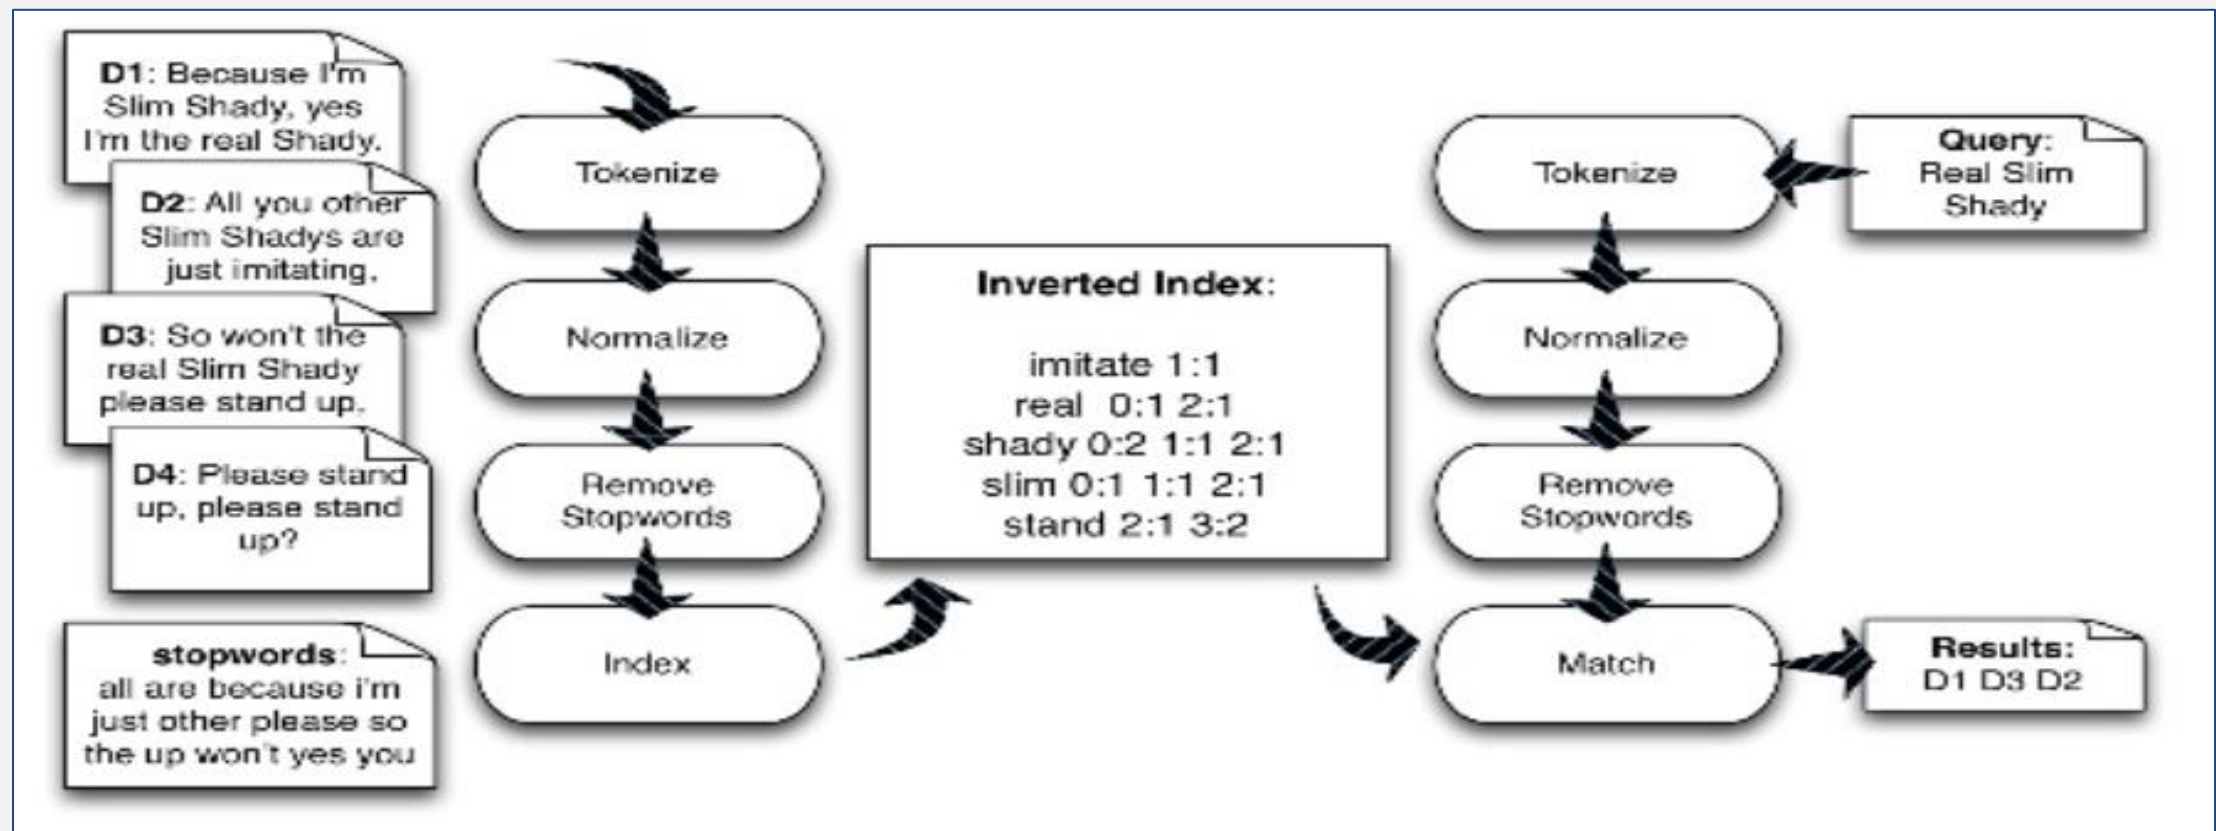 D1: Because I'm
Slim Shady, yes
I'm the real Shady.
D2: All you other
Slim Shadys are
just imitating.
D3: So won't the
real Slim Shady
please stand up.
D4: Please stand
up, please stand
up?
stopwords:
all are because i'm
just other please so
the up won't yes you
Tokenize
Normalize
Remove
Stopwords
Index
Inverted Index:
imitate 1:1
real 0:1 2:1
shady 0:2 1:1 2:1
slim 0:1 1:1 2:1
stand 2:1 3:2
Query:
Real Slim
Shady
Tokenize
Normalize
Remove
Stopwords
Match
Results:
D1 D3 D2